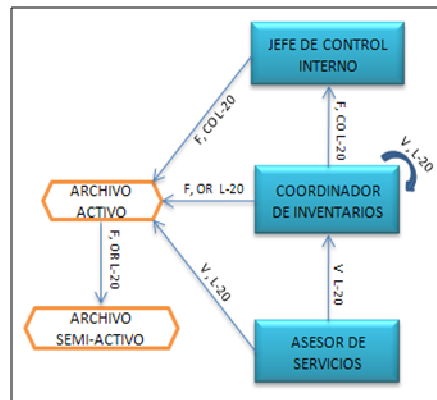 JEFE DE CONTROL
INTERNO
F, CO L-20
F, CO L-20
V, L-20
ARCHIVO
ACTIVO
F, OR L-20
COORDINADOR
DE INVENTARIOS
F, OR L-20
V, L-20
V L-20
ARCHIVO
SEMI-ACTIVO
ASESOR DE
SERVICIOS